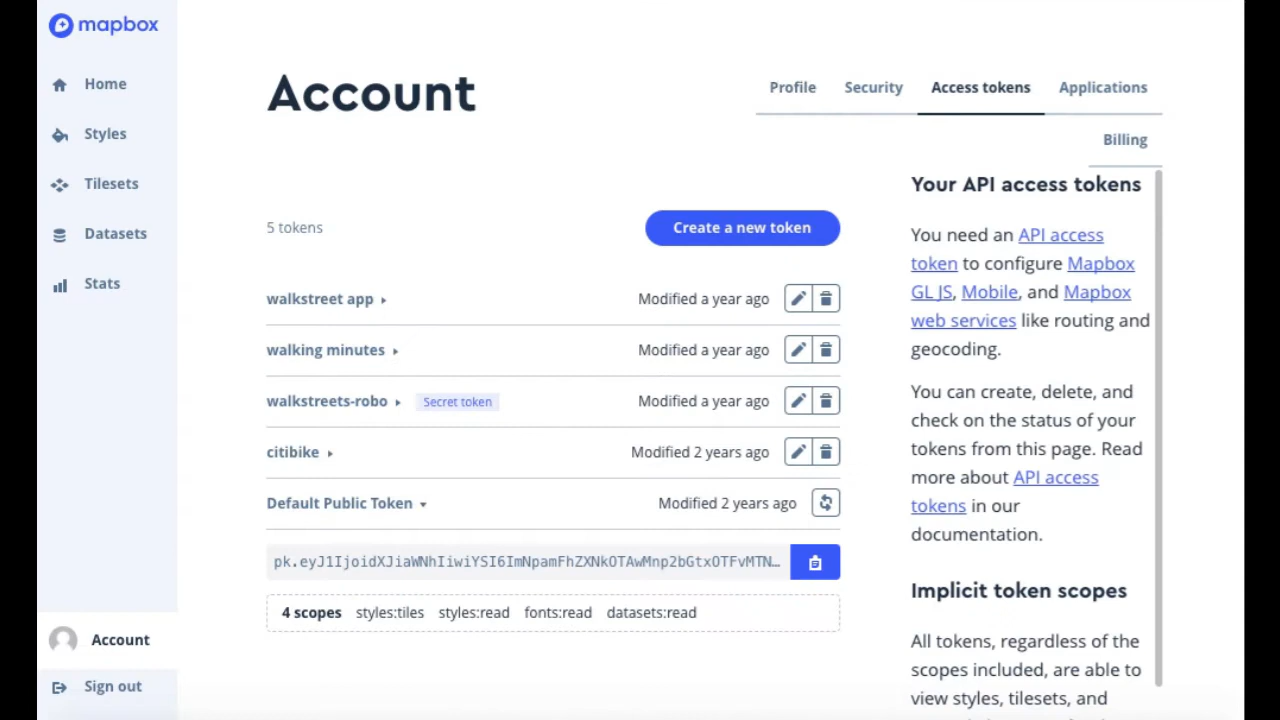 mapbox
Home
Styles
Tilesets
Datasets
Stats
Account
Sign out
Account
Profile Security Access tokens Applications
Billing
5 tokens
Create a new token
walkstreet app Modified a year ago
walking minutes Modified a year ago
walkstreets-robo Secret token Modified a year ago
citibike Modified 2 years ago
Default Public Token Modified 2 years ago
pk.eyJ1IjoidXJiaWNhIiwiYSI6ImNpamFhZXNkOTAwMnp2bGtxOTFvMTN…
4 scopes styles:tiles styles:read fonts:read datasets:read
Your API access tokens
You need an API access
token to configure Mapbox
GL JS, Mobile, and Mapbox
web services like routing and
geocoding.
You can create, delete, and
check on the status of your
tokens from this page. Read
more about API access
tokens in our
documentation.
Implicit token scopes
All tokens, regardless of the
scopes included, are able to
view styles, tilesets, and